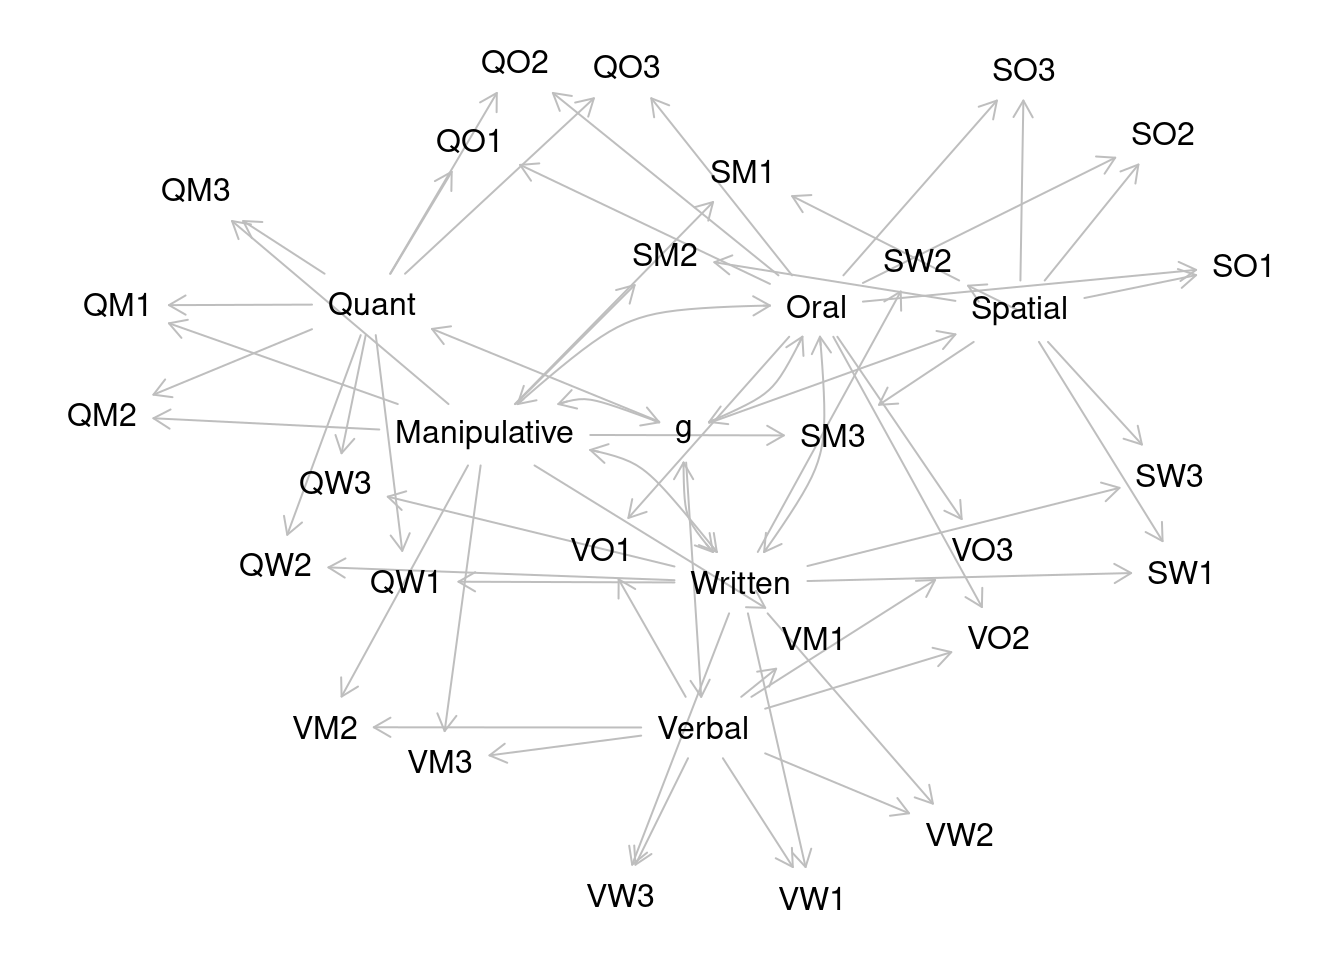 QO2
QO3
SO3
SO2
QO1
SM1
QM3
SM2
SW2
SO1
QM1
Quant
Oral
Spatial
QM2
Manipulative
g
SM3
QW3
SW3
VO1
VO3
QW2
QW1
Written
SW1
VM1
VO2
VM2
Verbal
VM3
VW2
VW3
VW1